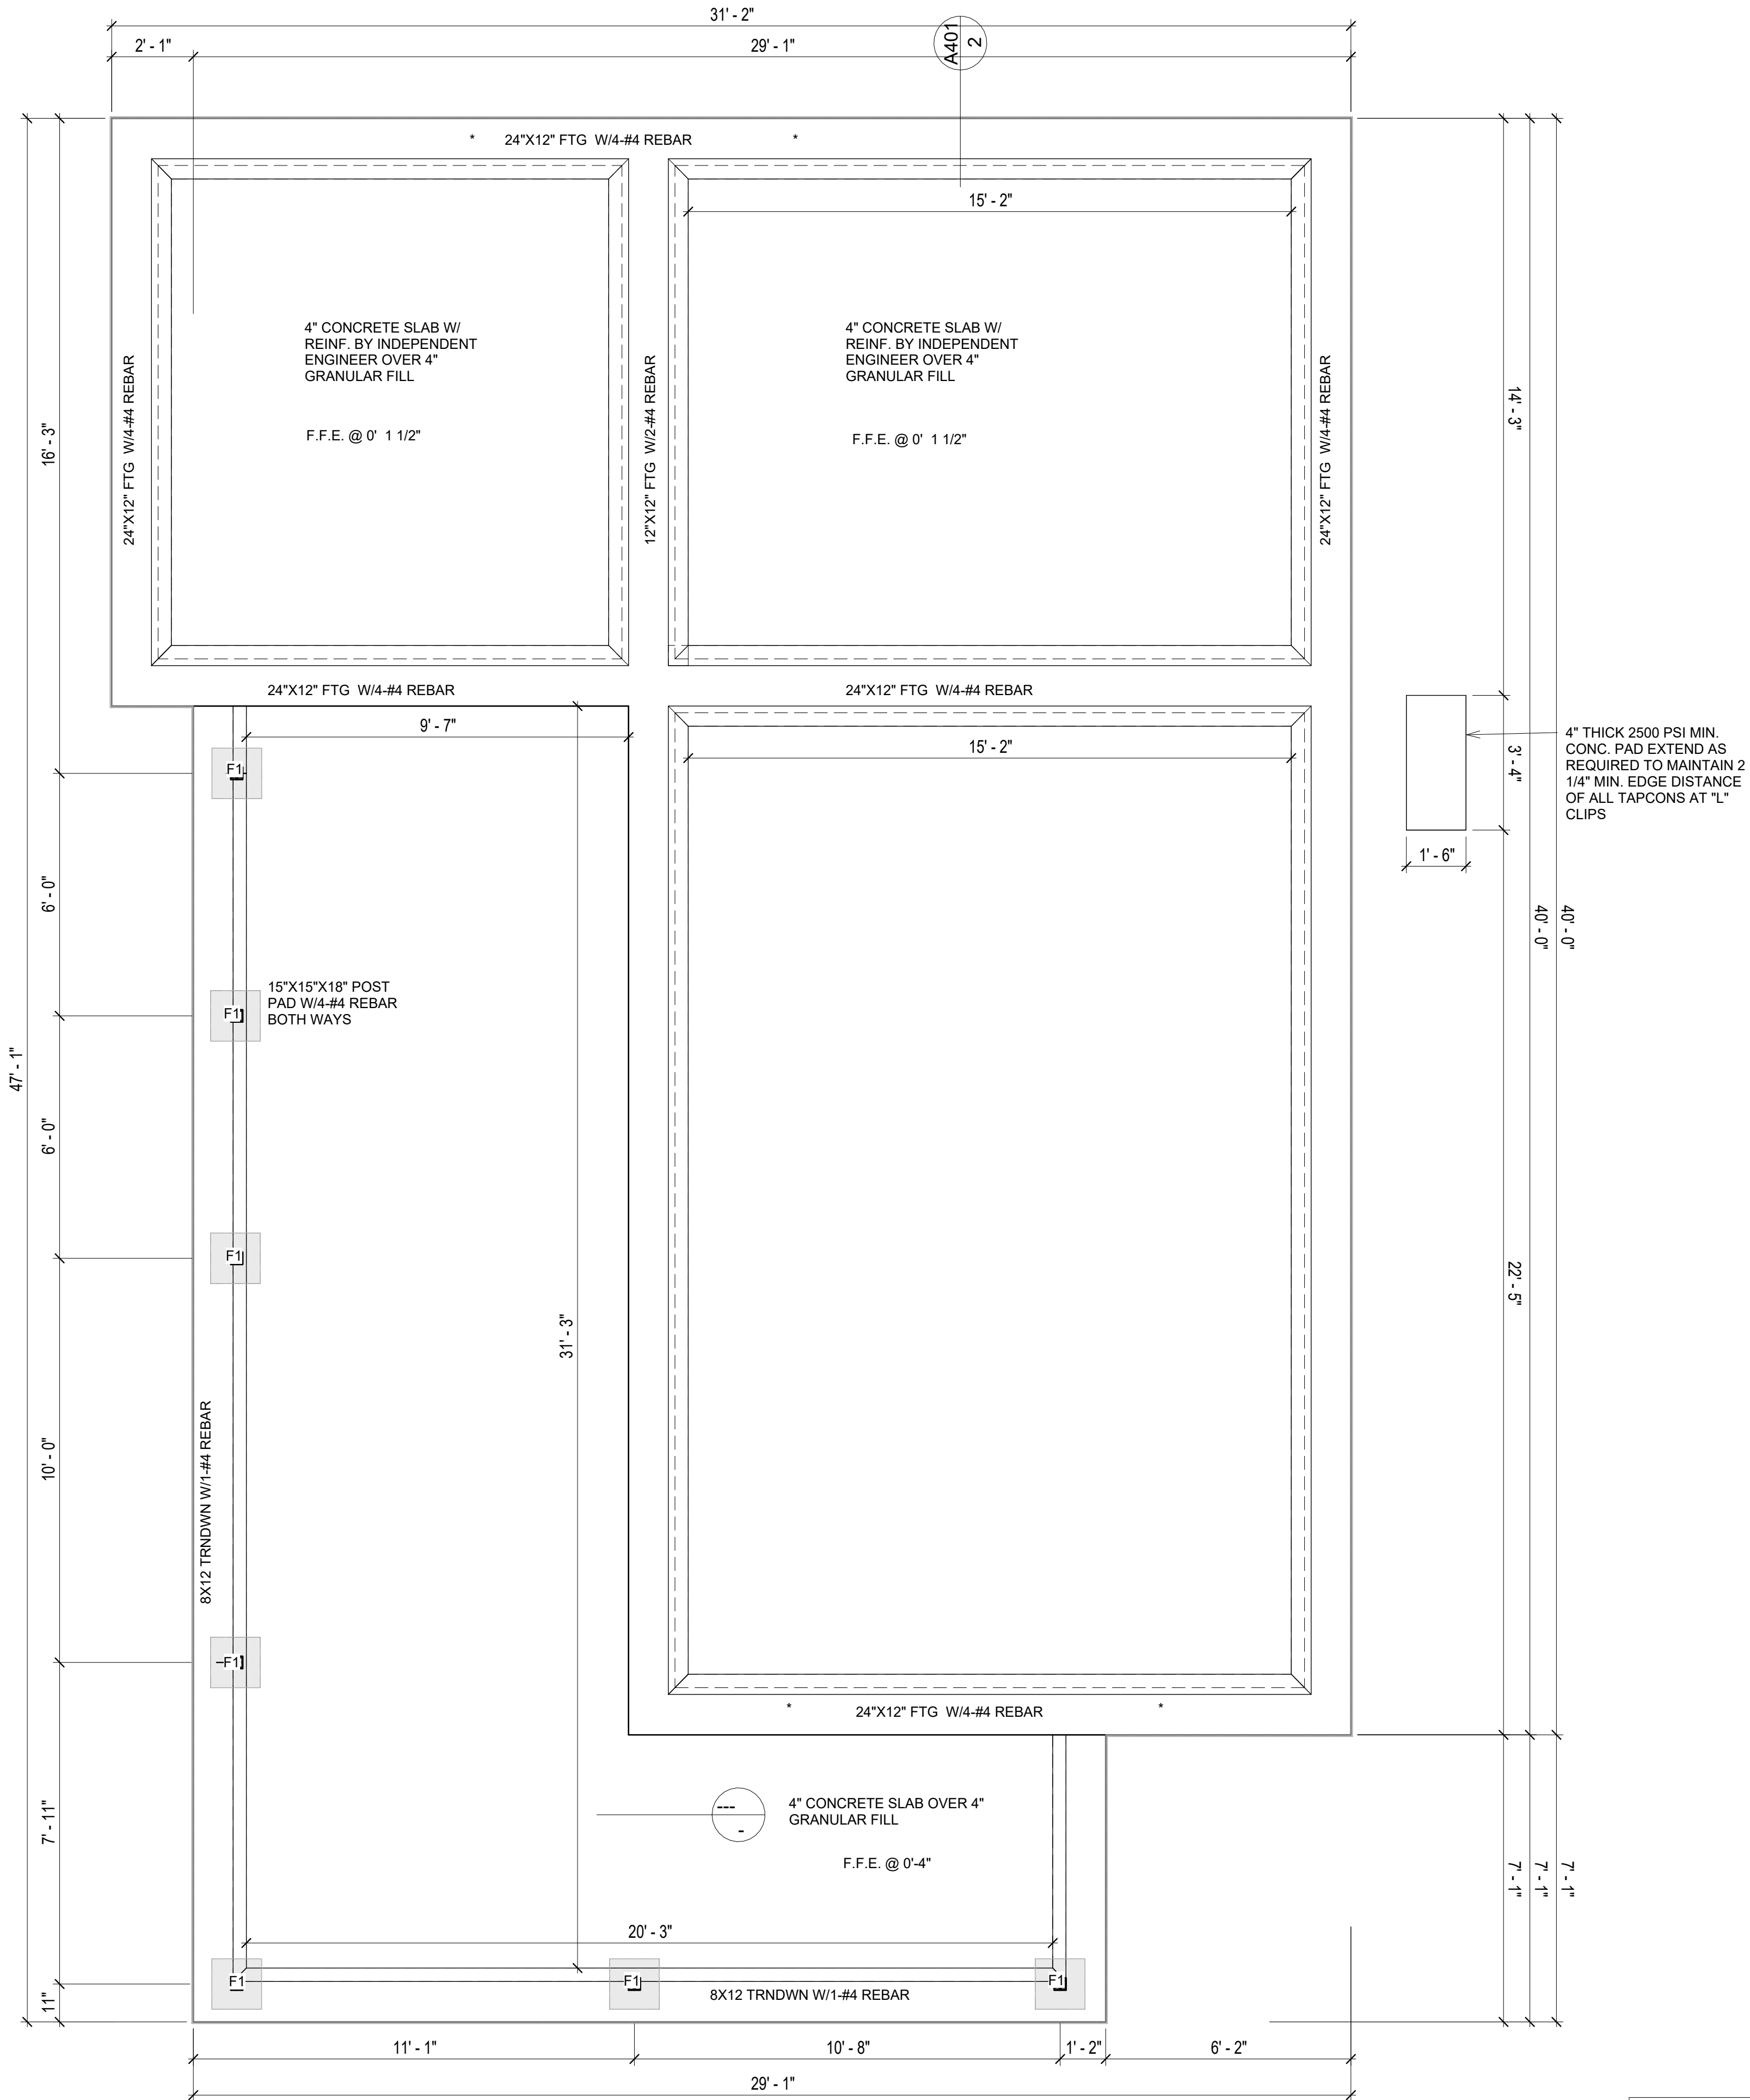 31' - 2"
2' - 1"
29' - 1"
A401
2
* 24"X12" FTG W/4-#4 REBAR *
15' - 2"
4" CONCRETE SLAB W/
REINF. BY INDEPENDENT
ENGINEER OVER 4"
GRANULAR FILL
F.F.E. @ 0' 1 1/2"
4" CONCRETE SLAB W/
REINF. BY INDEPENDENT
ENGINEER OVER 4"
GRANULAR FILL
F.F.E. @ 0' 1 1/2"
24"X12" FTG W/4-#4 REBAR
12"X12" FTG W/2-#4 REBAR
24"X12" FTG W/4-#4 REBAR
16' - 3"
14' - 3"
24"X12" FTG W/4-#4 REBAR
24"X12" FTG W/4-#4 REBAR
9' - 7"
15' - 2"
F1
3' - 4"
4" THICK 2500 PSI MIN.
CONC. PAD EXTEND AS
REQUIRED TO MAINTAIN 2
1/4" MIN. EDGE DISTANCE
OF ALL TAPCONS AT "L"
CLIPS
1' - 6"
6' - 0"
40' - 0"
40' - 0"
15"X15"X18" POST
PAD W/4-#4 REBAR
BOTH WAYS
F1
47' - 1"
6' - 0"
F1
22' - 5"
31' - 3"
10' - 0"
8X12 TRNDWN W/1-#4 REBAR
F1
* 24"X12" FTG W/4-#4 REBAR *
---
-
4" CONCRETE SLAB OVER 4"
GRANULAR FILL
F.F.E. @ 0'-4"
7' - 11"
7' - 1"
7' - 1"
7' - 1"
20' - 3"
F1
F1
F1
8X12 TRNDWN W/1-#4 REBAR
11"
11' - 1"
10' - 8"
1' - 2"
6' - 2"
29' - 1"